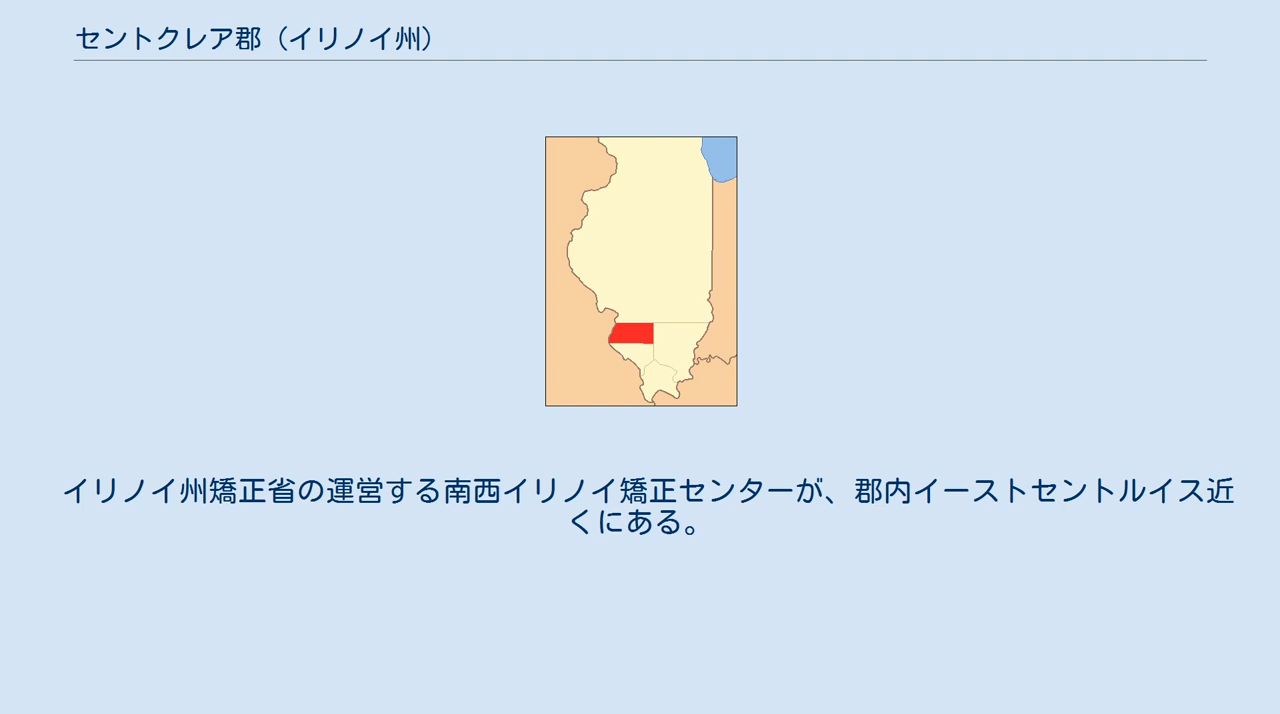 セントクレア郡（イリノイ州）
イリノイ州矯正省の運営する南西イリノイ矯正センターが、郡内イーストセントルイス近
くにある。